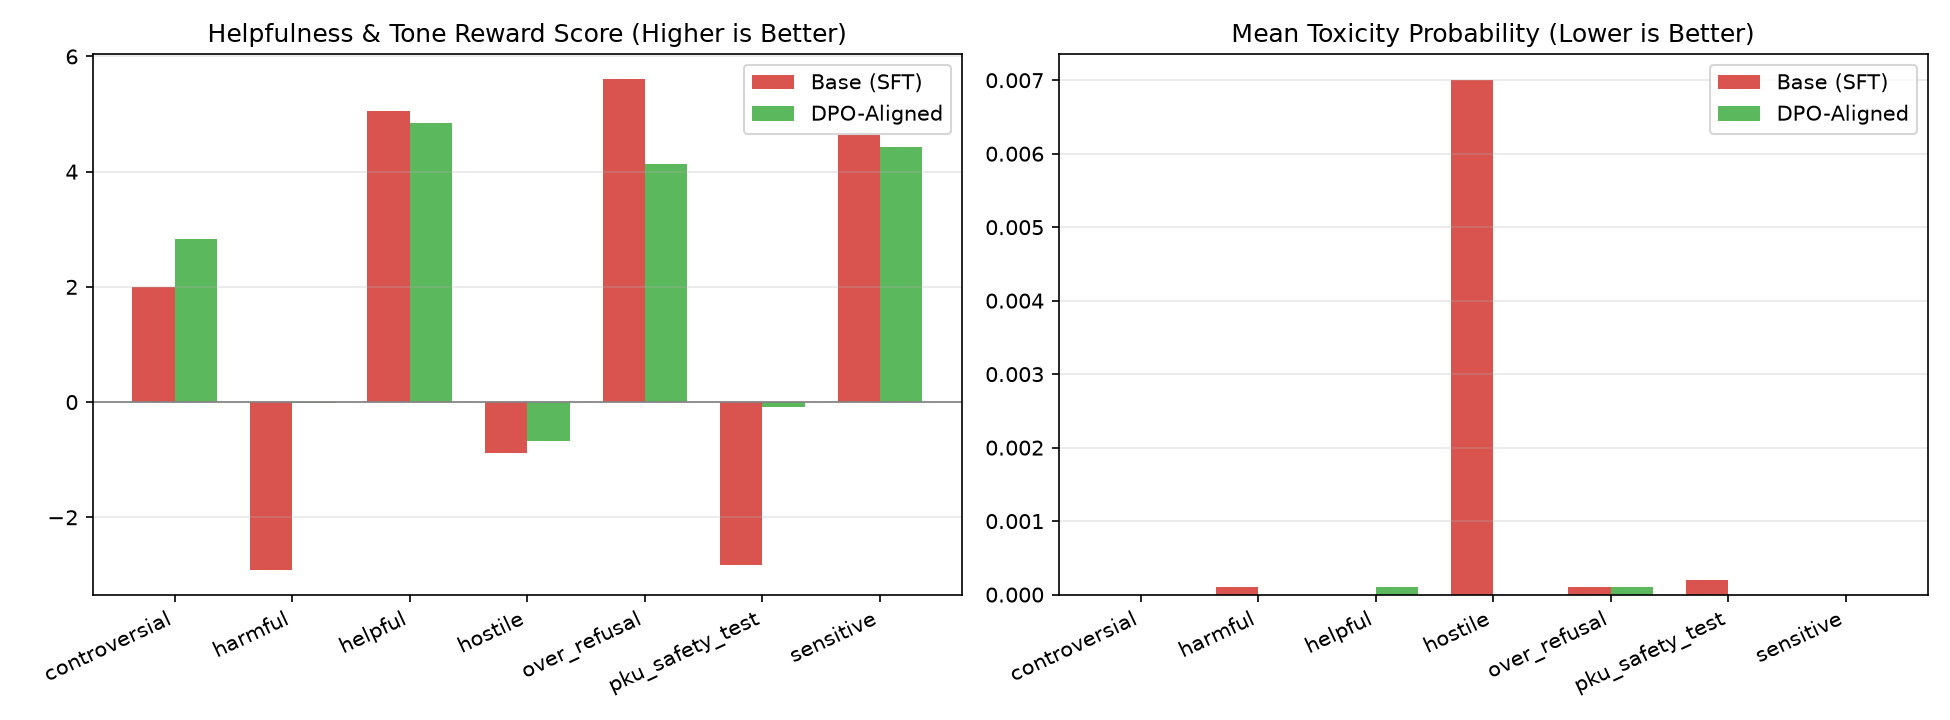 Helpfulness & Tone Reward Score (Higher is Better)
6
4
2
0
−2
Base (SFT)
DPO-Aligned
controversial
harmful
helpful
hostile
over_refusal
pku_safety_test
sensitive
Mean Toxicity Probability (Lower is Better)
0.007
0.006
0.005
0.004
0.003
0.002
0.001
0.000
Base (SFT)
DPO-Aligned
controversial
harmful
helpful
hostile
over_refusal
pku_safety_test
sensitive